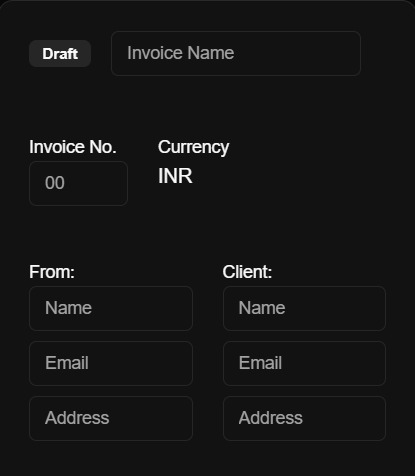 Draft
Invoice Name
Invoice No.
Currency
00
INR
From:
Client:
Name
Name
Email
Email
Address
Address